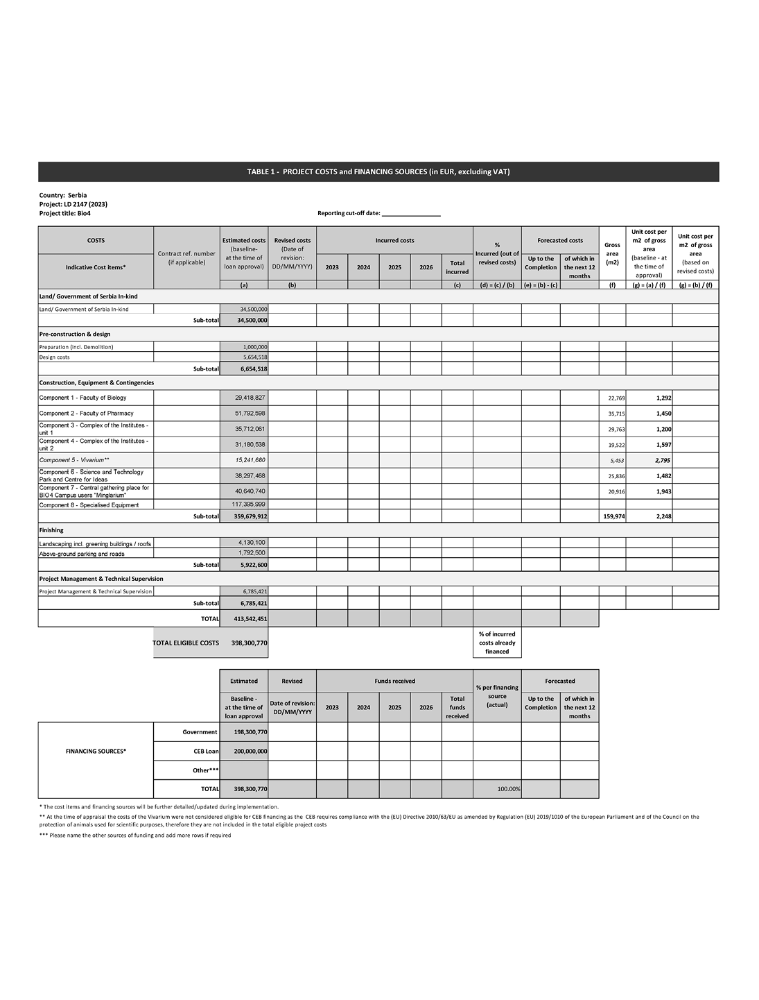 TABLE 1 -  PROJECT COSTS and FINANCING SOURCES (in EUR, excluding VAT)
Country:  Serbia
Project: LD 2147 (2023)
Project title: Bio4
Reporting cut-off date: _______________
COSTS
Indicative Cost items*
Contract ref. number
(if applicable)
Estimated costs
(baseline-
at the time of
loan approval)
Revised costs
(Date of
revision:
DD/MM/YYYY)
Incurred costs
2023 2024 2025 2026 Total
incurred
%
Incurred (out of
revised costs)
Forecasted costs
Up to the
Completion
of which in
the next 12
months
Gross
area
(m2)
Unit cost per
m2  of gross
area
(baseline - at
the time of
approval)
Unit cost per
m2  of gross
area
(based on
revised costs)
(a) (b) (c) (d) = (c) / (b) (e) = (b) - (c) (f) (g) = (a) / (f) (g) = (b) / (f)
Land/ Government of Serbia In-kind
Land/ Government of Serbia In-kind 34,500,000
Sub-total 34,500,000
Pre-construction & design
Preparation (incl. Demolition) 1,000,000
Design costs 5,654,518
Sub-total 6,654,518
Construction, Equipment & Contingencies
Component 1 - Faculty of Biology 29,418,827 22,769 1,292
Component 2 - Faculty of Pharmacy 51,792,598 35,715 1,450
Component 3 - Complex of the Institutes -
unit 1 35,712,061 29,763 1,200
Component 4 - Complex of the Institutes -
unit 2 31,180,538 19,522 1,597
Component 5 - Vivarium** 15,241,680 5,453 2,795
Component 6 - Science and Technology
Park and Centre for Ideas 38,297,468 25,836 1,482
Component 7 - Central gathering place for
BIO4 Campus users "Minglarium" 40,640,740 20,916 1,943
Component 8 - Specialised Equipment 117,395,999
Sub-total 359,679,912 159,974 2,248
Finishing
Landscaping incl. greening buildings / roofs 4,130,100
Above-ground parking and roads 1,792,500
Sub-total 5,922,600
Project Management & Technical Supervision
Project Management & Technical Supervision 6,785,421
Sub-total 6,785,421
TOTAL 413,542,451
TOTAL ELIGIBLE COSTS 398,300,770
% of incurred
costs already
financed
Estimated
Baseline -
at the time of
loan approval
Revised
Date of revision:
DD/MM/YYYY
Funds received
2023 2024 2025 2026 Total
funds
received
% per financing
source
(actual)
Forecasted
Up to the
Completion
of which in
the next 12
months
FINANCING SOURCES*
Government 198,300,770
CEB Loan 200,000,000
Other***
TOTAL 398,300,770 100.00%
* The cost items and financing sources will be further detailed/updated during implementation.
** At the time of appraisal the costs of the Vivarium were not considered eligible for CEB financing as the  CEB requires compliance with the (EU) Directive 2010/63/EU as amended by Regulation (EU) 2019/1010 of the European Parliament and of the Council on the
protection of animals used for scientific purposes, therefore they are not included in the total eligible project costs
*** Please name the other sources of funding and add more rows if required